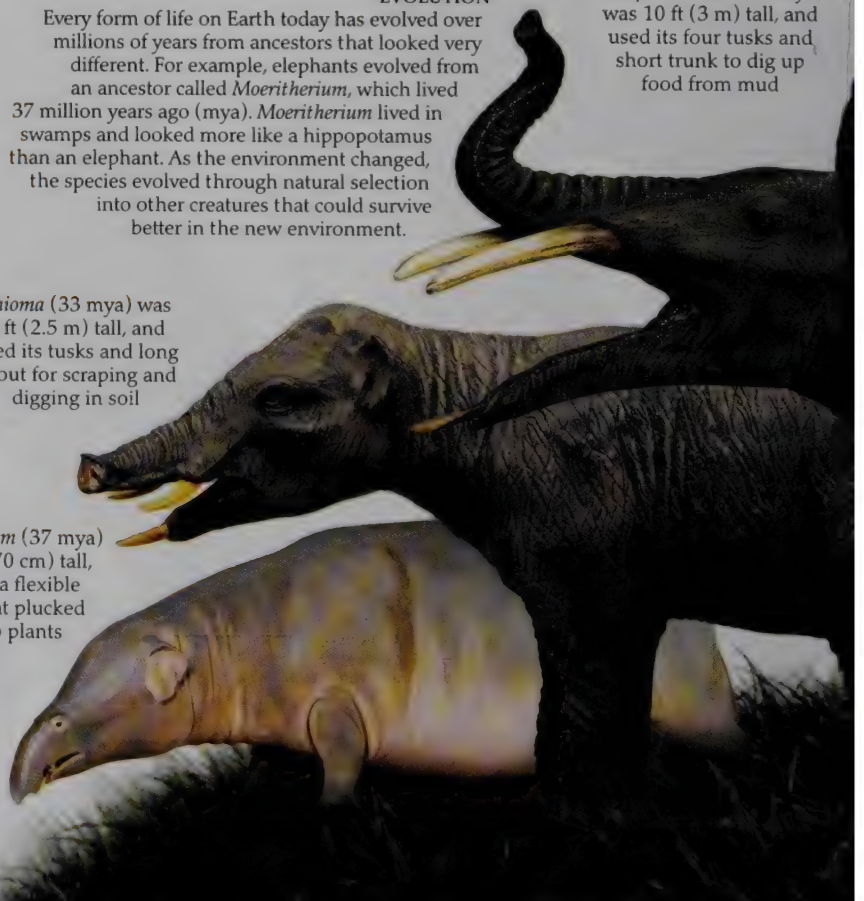 EVOLUTION
Every form of life on Earth today has evolved over
millions of years from ancestors that looked very
different. For example, elephants evolved from
an ancestor called Moeritherium, which lived
37 million years ago (mya). Moeritherium lived in
swamps and looked more like a hippopotamus
than an elephant. As the environment changed,
the species evolved through natural selection
into other creatures that could survive
better in the new environment.
was 10 ft (3 m) tall, and
used its four tusks and
short trunk to dig up
food from mud
(33 mya) was
ft (2.5 m) tall, and
its tusks and long
for scraping and
digging in soil
(37 mya)
cm) tall,
a flexible
plucked
plants